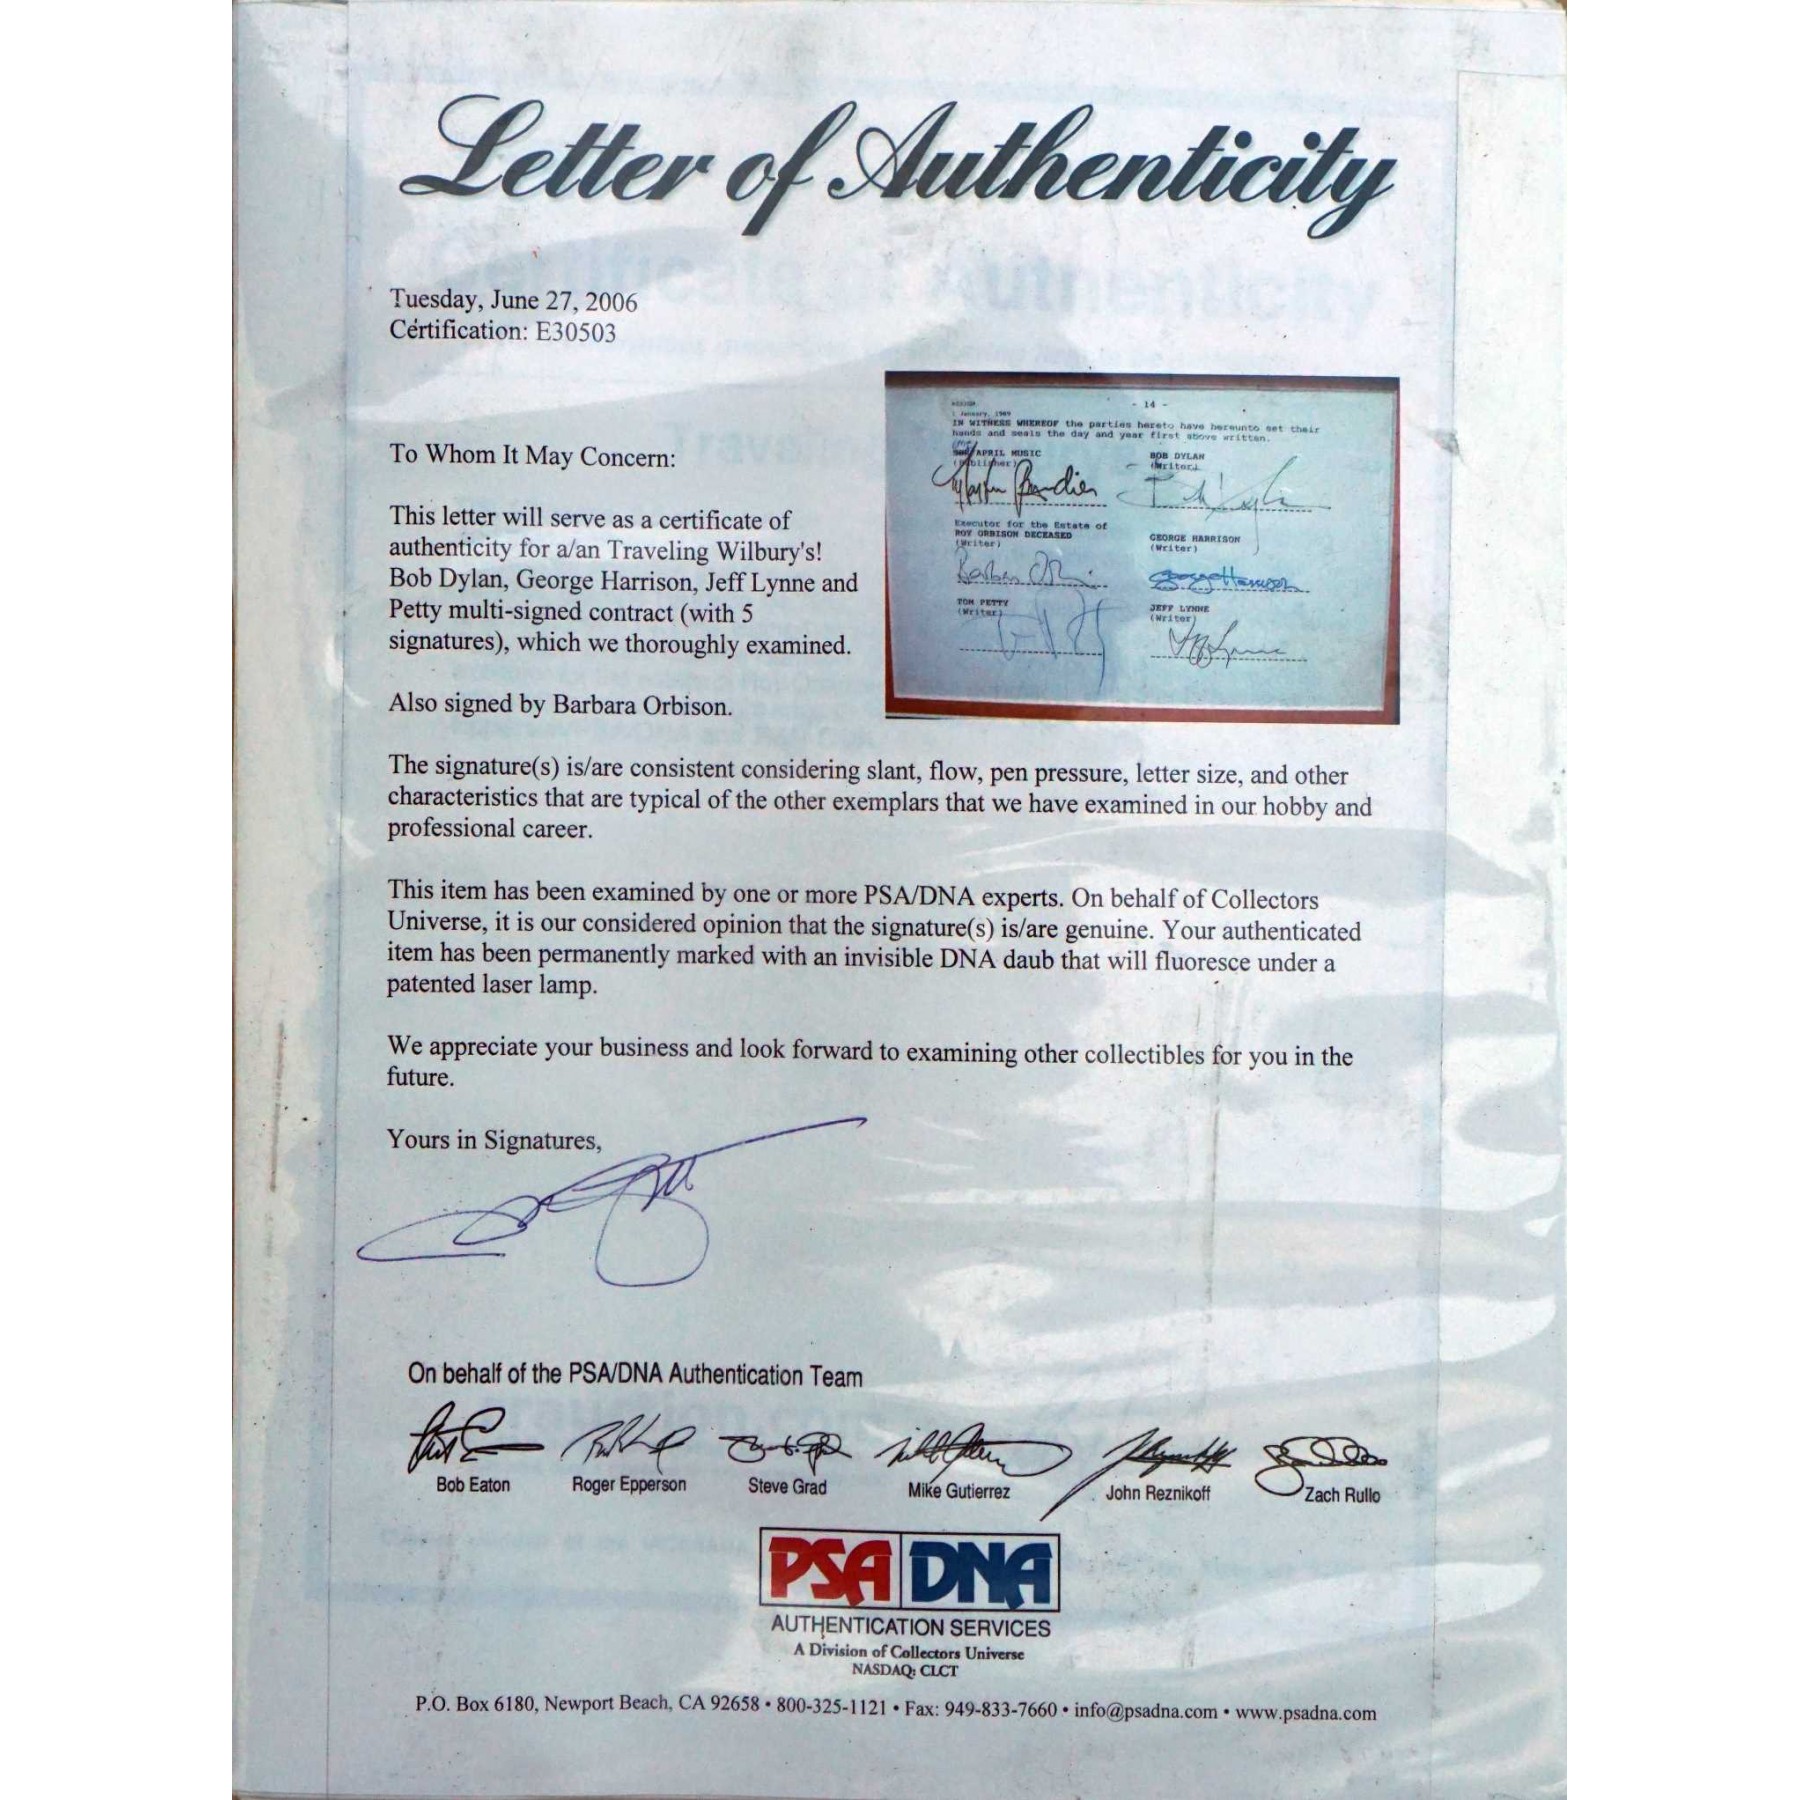 Letter of Authenticity
Tuesday, June 27, 2006
Certification: E30503
To Whom It May Concern:
This letter will serve as a certificate of
authenticity for a/an Traveling Wilbury's!
Bob Dylan, George Harrison, Jeff Lynne and
Petty multi-signed contract (with 5
signatures), which we thoroughly examined.
Also signed by Barbara Orbison.
- 14 -
1 January, 1989
IN WITNESS WHEREOF the parties hereto have hereunto set their
hands and seals the day and year first above written.
APRIL MUSIC
(Publisher)
BOB DYLAN
(Writer)
Executor for the Estate of
ROY ORBISON DECEASED
(Writer)
GEORGE HARRISON
(Writer)
Barbara Orbison
George Harrison
TOM PETTY
(Writer)
JEFF LYNNE
(Writer)
The signature(s) is/are consistent considering slant, flow, pen pressure, letter size, and other
characteristics that are typical of the other exemplars that we have examined in our hobby and
professional career.
This item has been examined by one or more PSA/DNA experts. On behalf of Collectors
Universe, it is our considered opinion that the signature(s) is/are genuine. Your authenticated
item has been permanently marked with an invisible DNA daub that will fluoresce under a
patented laser lamp.
We appreciate your business and look forward to examining other collectibles for you in the
future.
Yours in Signatures,
On behalf of the PSA/DNA Authentication Team
Bob Eaton Roger Epperson Steve Grad Mike Gutierrez John Reznikoff Zach Rullo
PSA DNA
AUTHENTICATION SERVICES
A Division of Collectors Universe
NASDAQ: CLCT
P.O. Box 6180, Newport Beach, CA 92658 • 800-325-1121 • Fax: 949-833-7660 • info@psadna.com • www.psadna.com